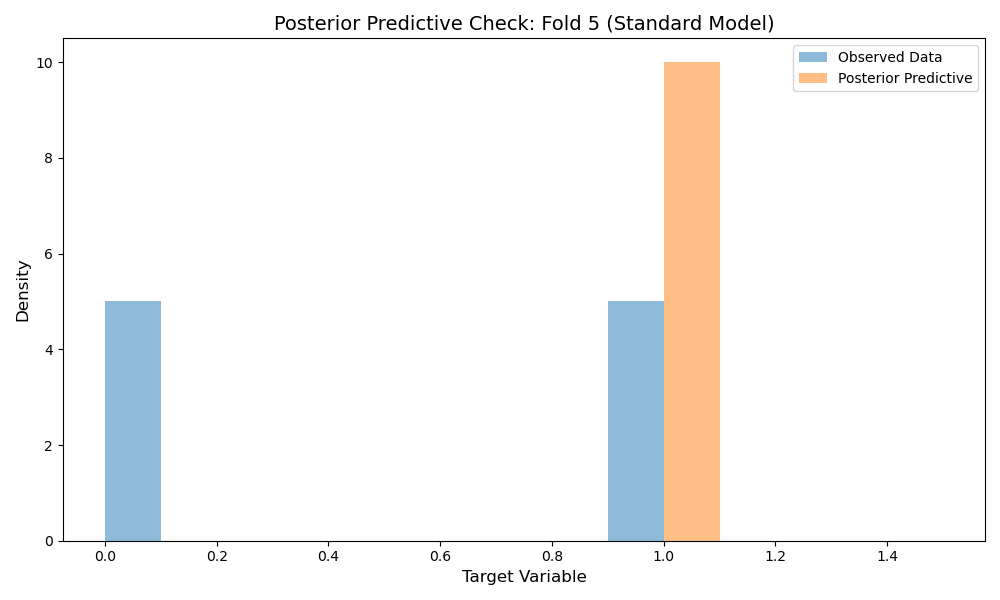 Posterior Predictive Check: Fold 5 (Standard Model)
Observed Data
Posterior Predictive
Density
10
8
6
4
2
0
0.0 0.2 0.4 0.6 0.8 1.0 1.2 1.4
Target Variable